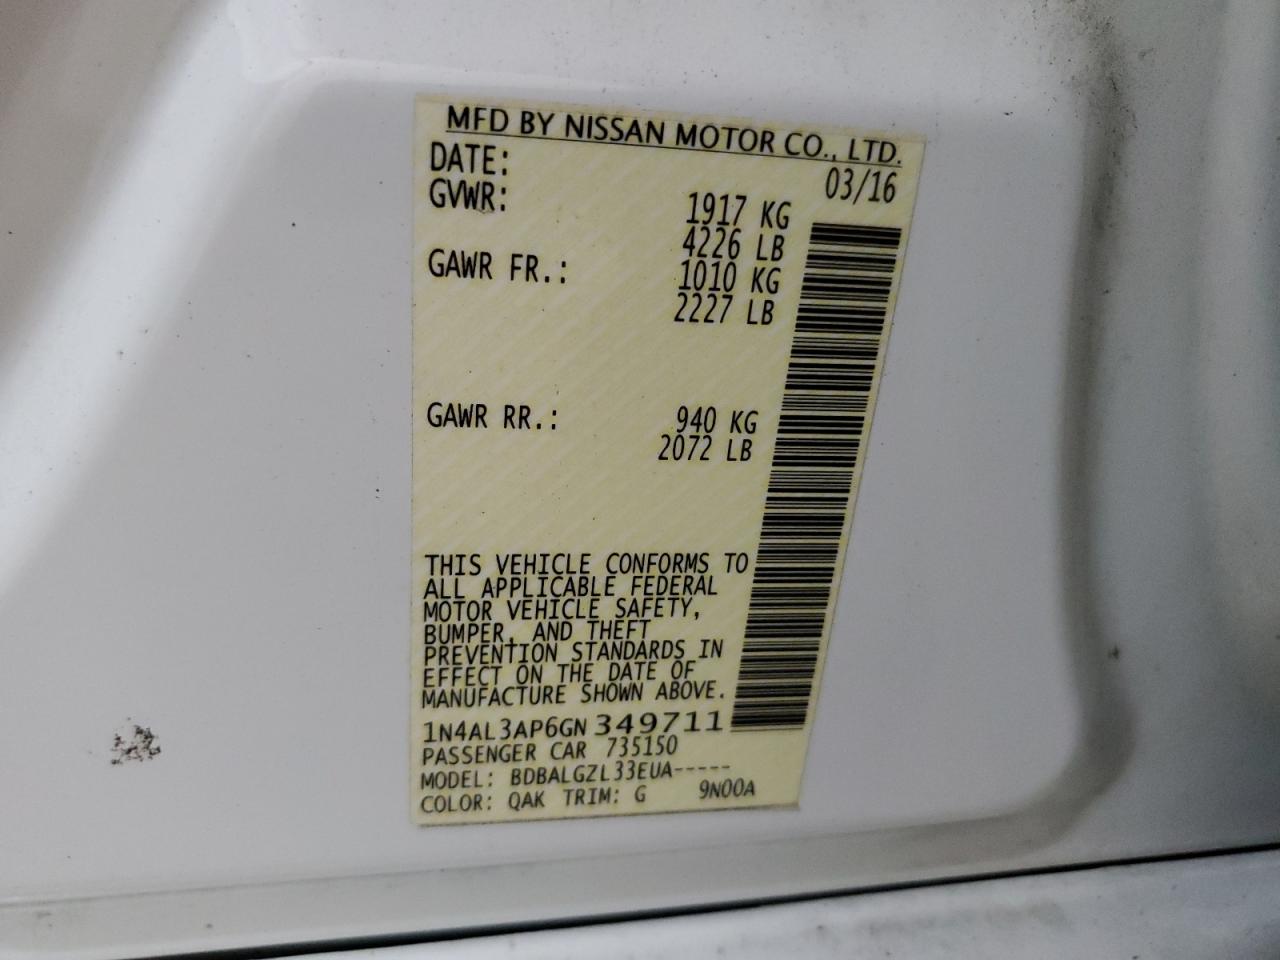 MFD BY NISSAN MOTOR CO., LTD.
DATE: 03/16
GVWR: 1917 KG
4226 LB
GAWR FR.: 1010 KG
2227 LB
GAWR RR.: 940 KG
2072 LB
THIS VEHICLE CONFORMS TO
ALL APPLICABLE FEDERAL
MOTOR VEHICLE SAFETY,
BUMPER, AND THEFT
PREVENTION STANDARDS IN
EFFECT ON THE DATE OF
MANUFACTURE SHOWN ABOVE.
1N4AL3AP6GN 349711
PASSENGER CAR 735150
MODEL: BDBALGZL33EUA-----
COLOR: QAK TRIM: G 9N00A